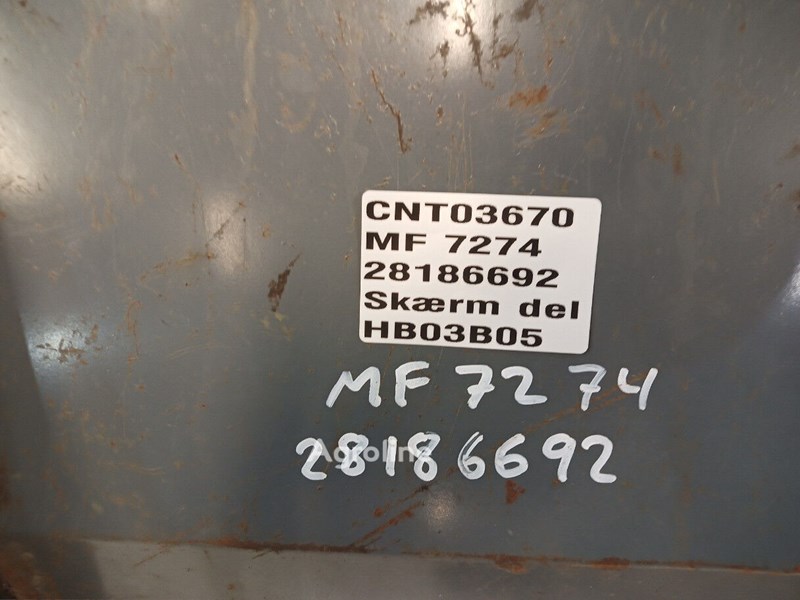 CNT03670
MF 7274
28186692
Skærm del
HB03B05
MF 7274
28186692
Agroline